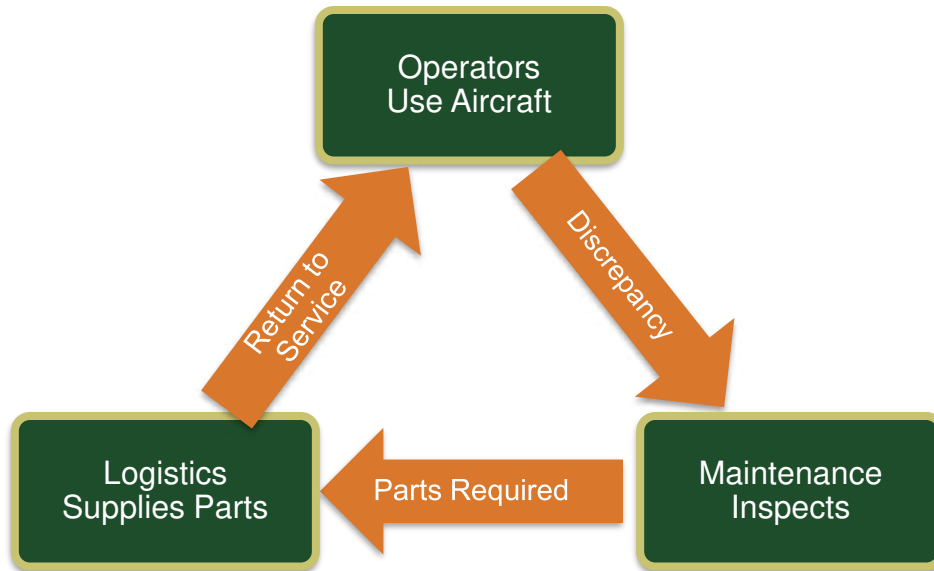 Operators
Use Aircraft
Discrepancy
Return to
Service
Parts Required
Logistics
Supplies Parts
Maintenance
Inspects